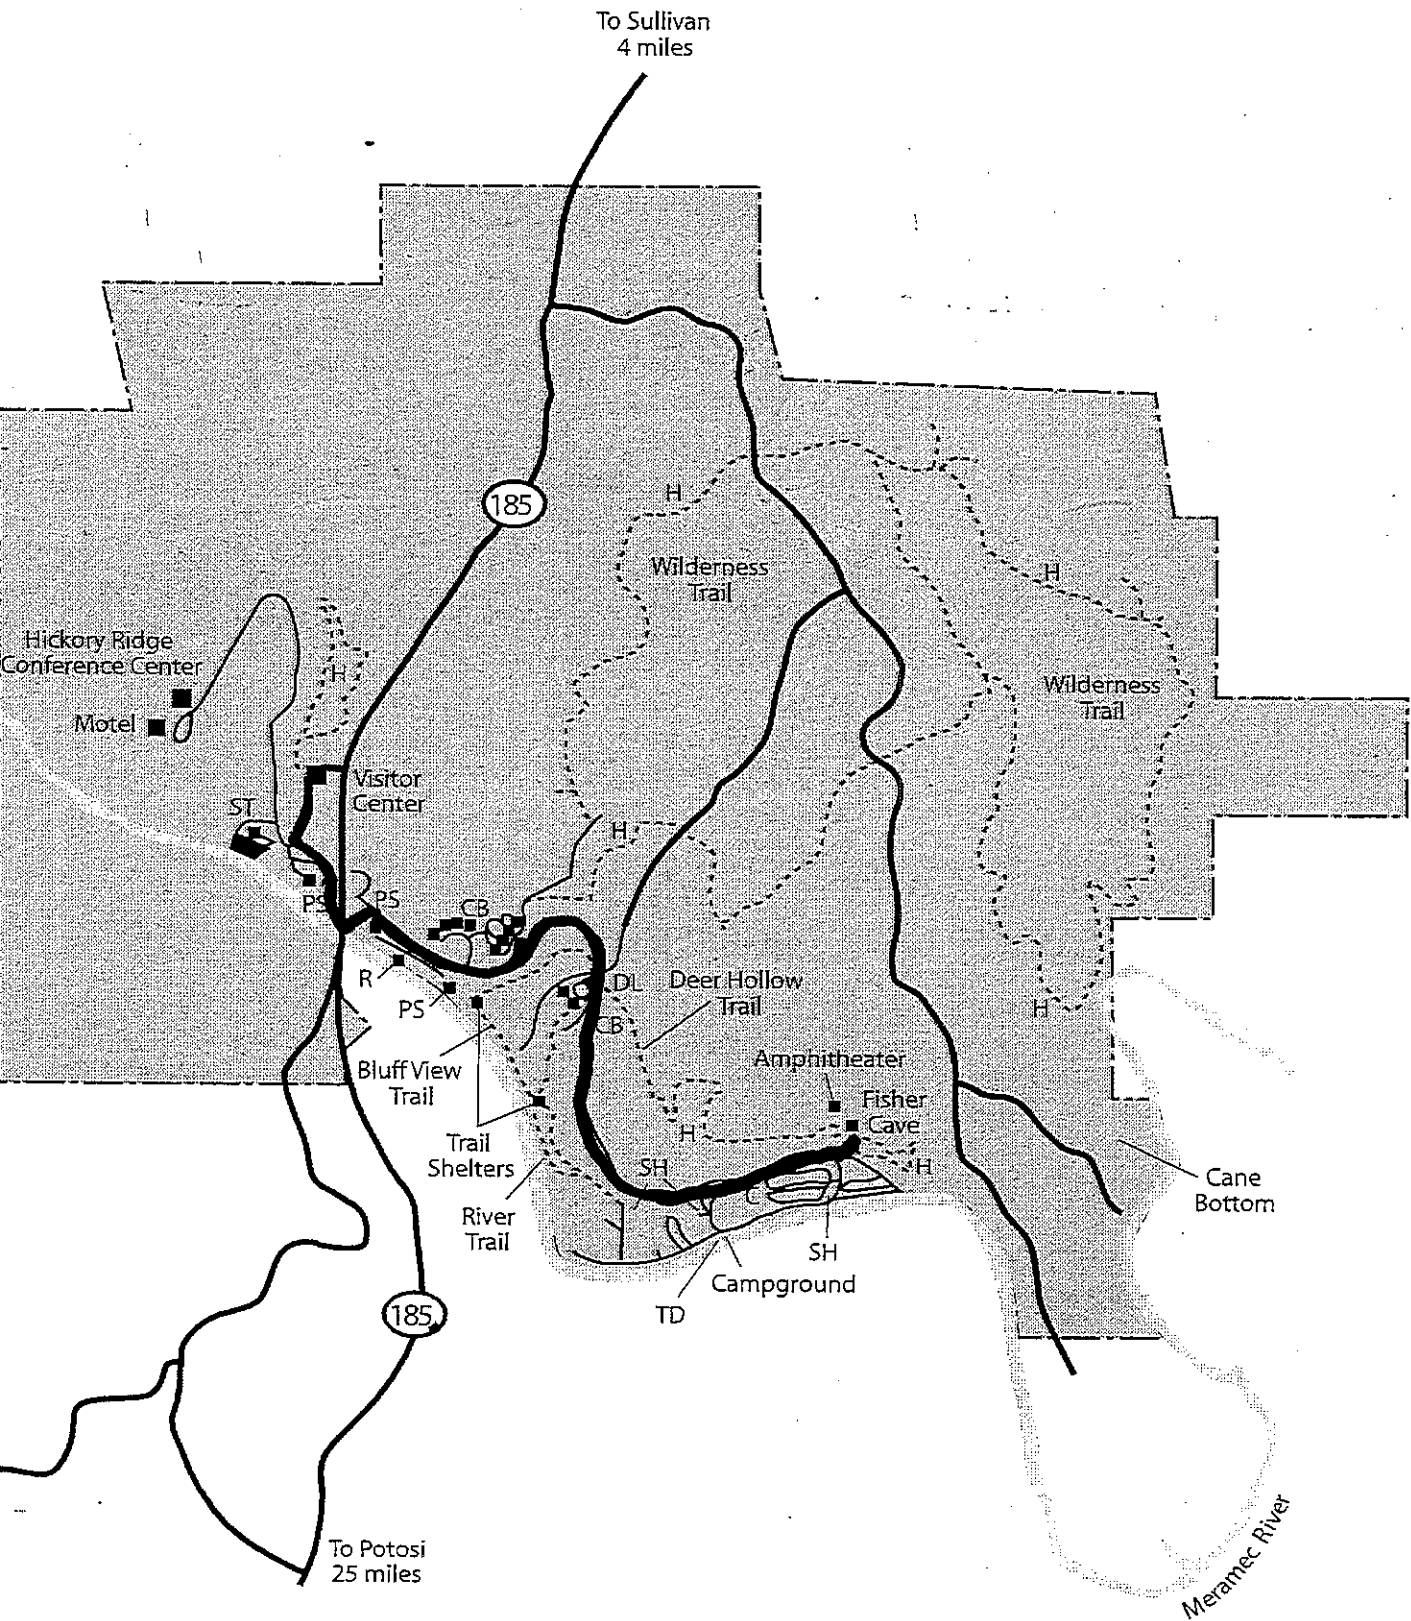 To Sullivan
4 miles
185
H
Wilderness
Trail
H
Hickory Ridge
Conference Center
H
Motel
Wilderness
Trail
Visitor
Center
ST
H
PS
PS
CB
R
PS
DL
Deer Hollow
Trail
H
CB
Bluff View
Trail
Amphitheater
Fisher
Cave
H
Trail
Shelters
SH
H
Cane
Bottom
C
River
Trail
SH
Campground
TD
185
Meramec River
To Potosi
25 miles